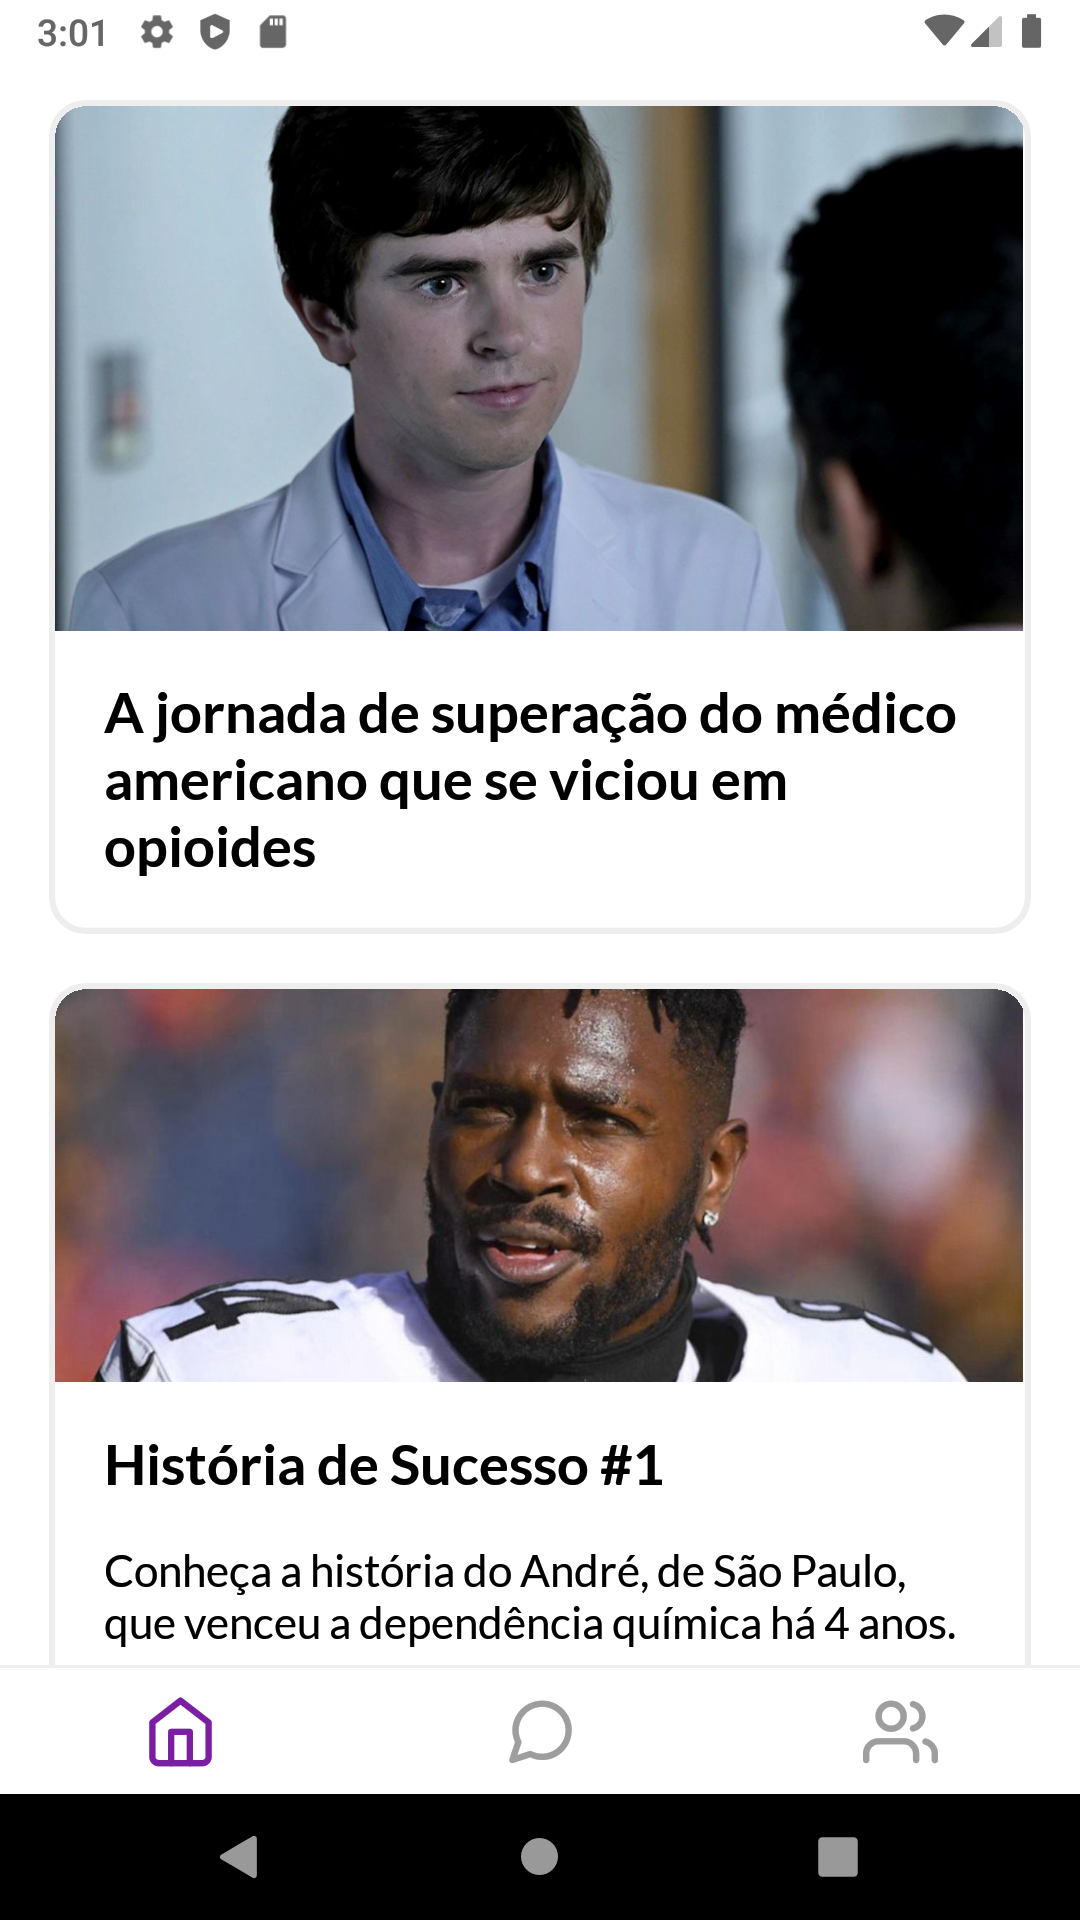 3:01
A jornada de superação do médico
americano que se viciou em
opioides
4
História de Sucesso #1
Conheça a história do André, de São Paulo,
que venceu a dependência química há 4 anos.